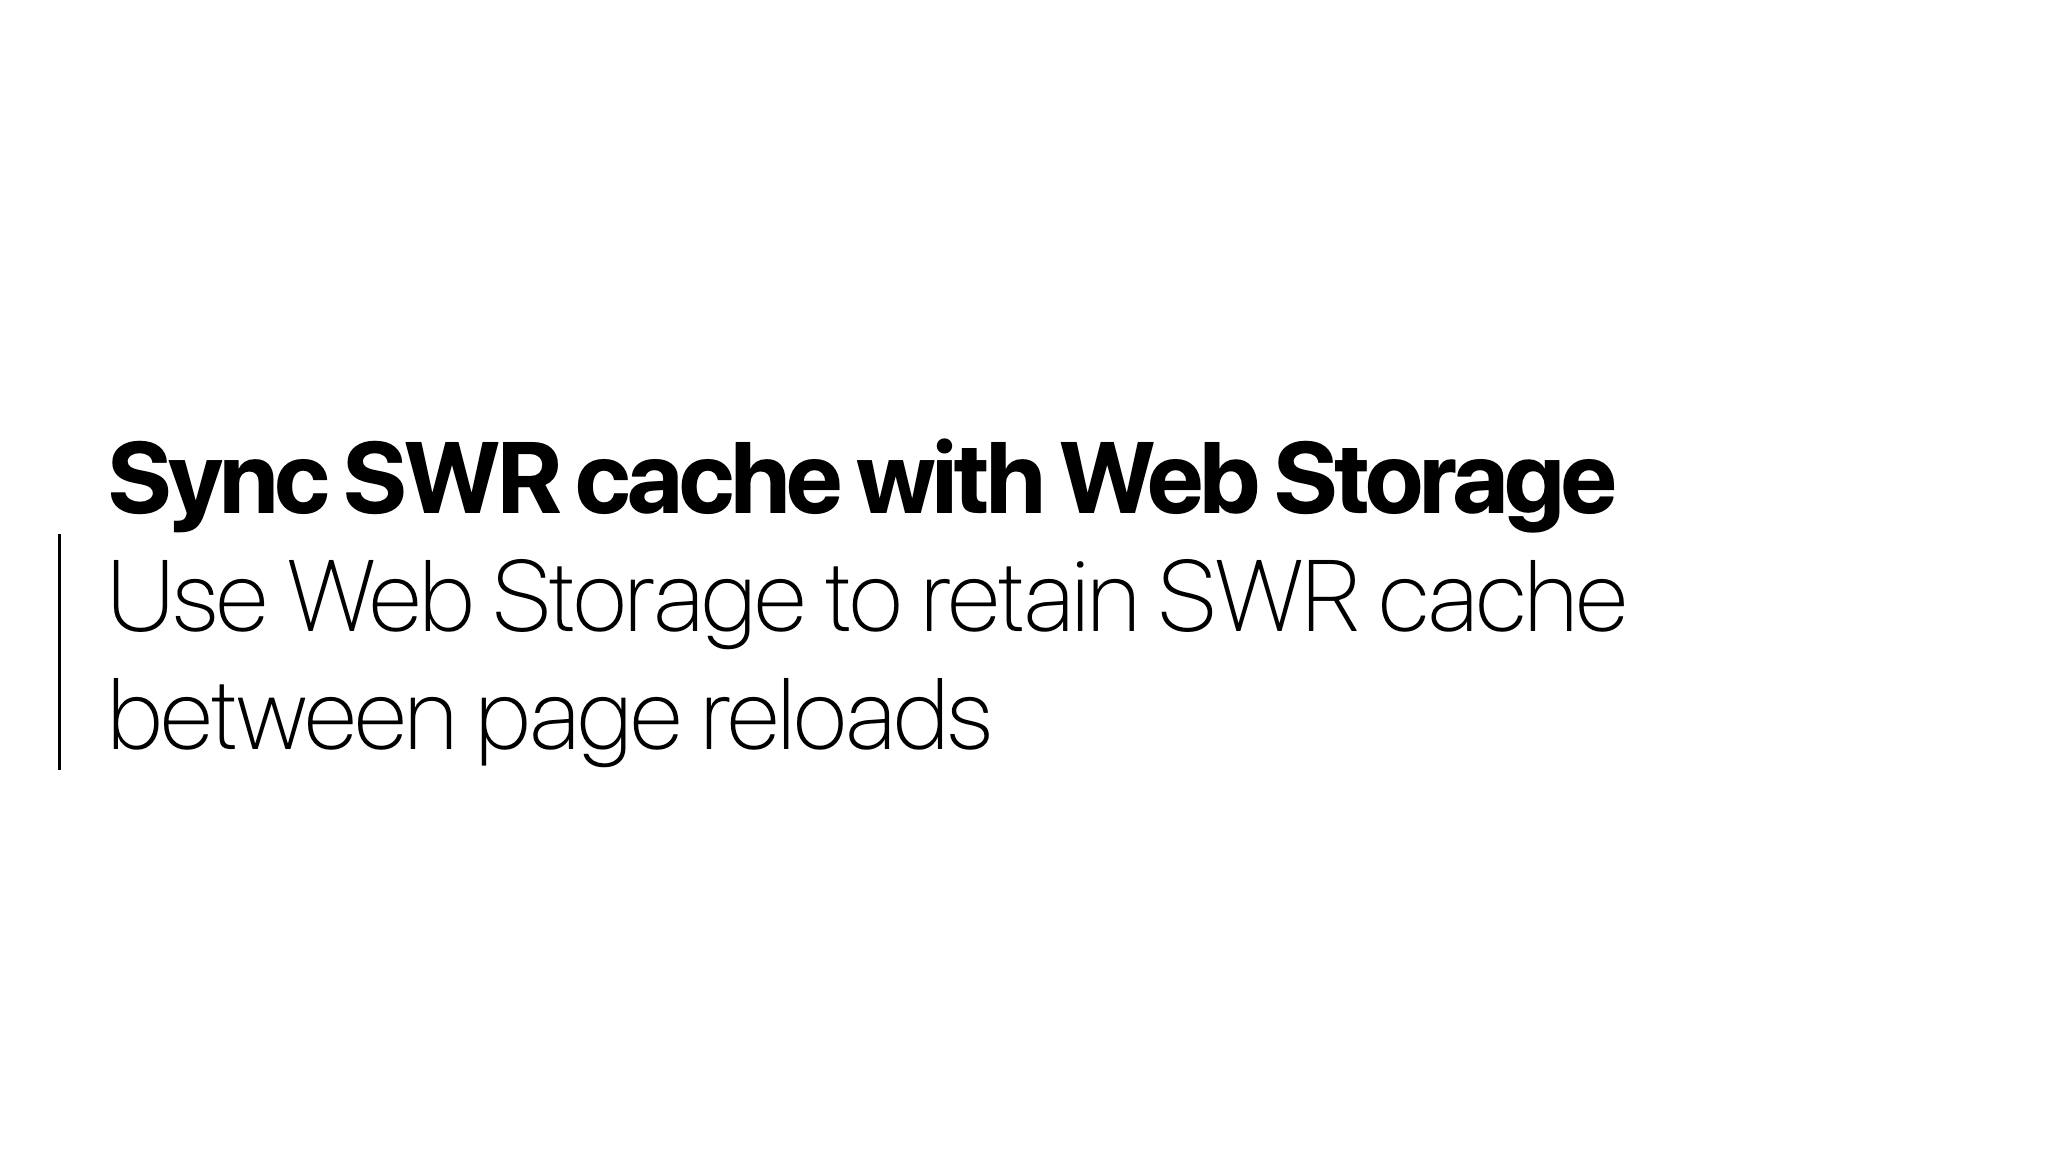 Sync SWR cache with Web Storage
Use Web Storage to retain SWR cache
between page reloads